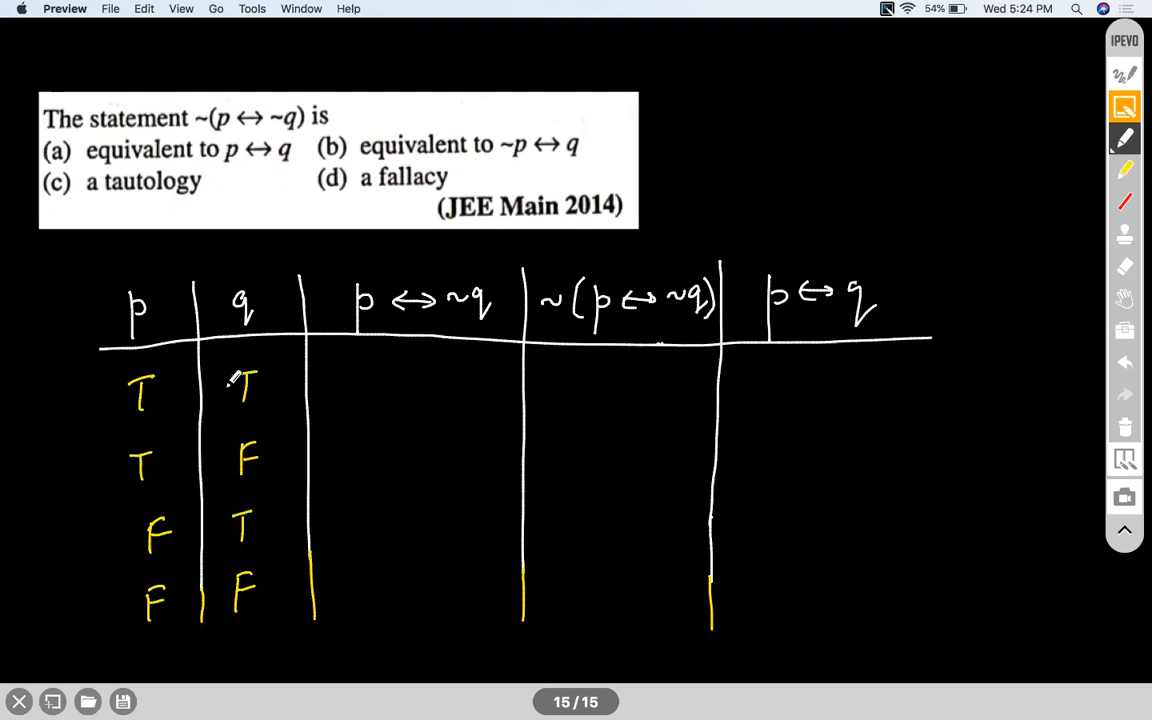 Preview File Edit View Go Tools Window Help 54% Wed 5:24 PM
IPEVO
The statement ~(p ↔ ~q) is
(a) equivalent to p ↔ q (b) equivalent to ~p ↔ q
(c) a tautology (d) a fallacy
(JEE Main 2014)
p q p ↔ ~q ~(p ↔ ~q) p ↔ q
T T
T F
F T
F F
15 / 15